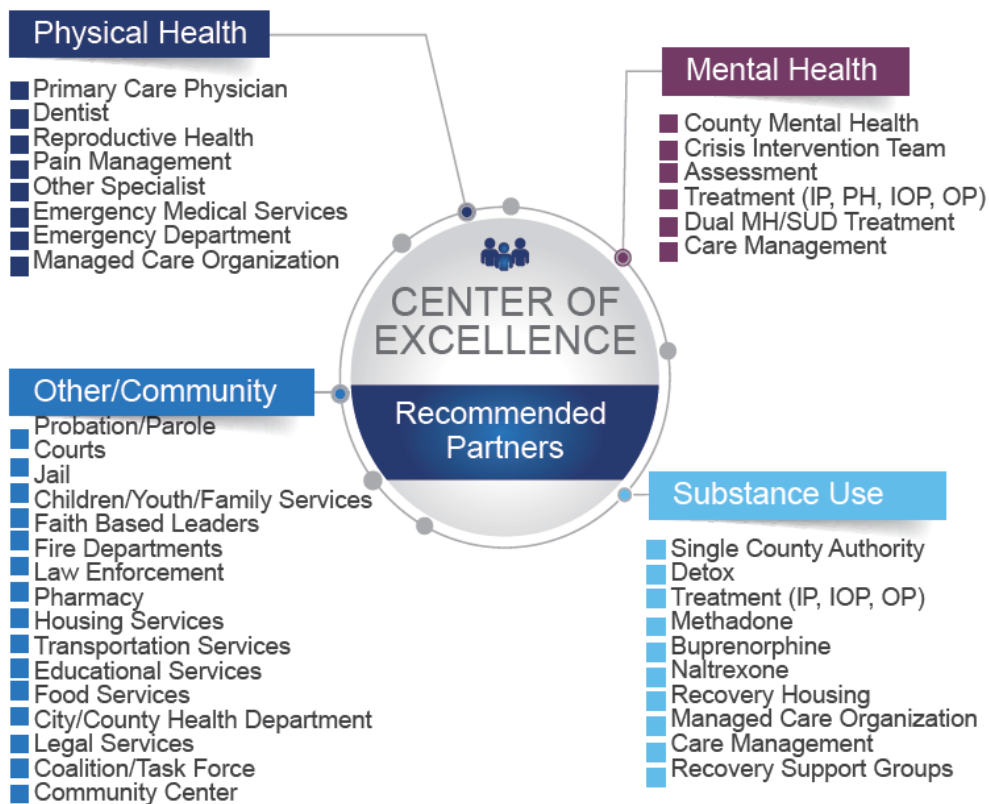 Physical Health
Primary Care Physician
Dentist
Reproductive Health
Pain Management
Other Specialist
Emergency Medical Services
Emergency Department
Managed Care Organization
Mental Health
County Mental Health
Crisis Intervention Team
Assessment
Treatment (IP, PH, IOP, OP)
Dual MH/SUD Treatment
Care Management
CENTER OF
EXCELLENCE
Recommended
Partners
Other/Community
Probation/Parole
Courts
Jail
Children/Youth/Family Services
Faith Based Leaders
Fire Departments
Law Enforcement
Pharmacy
Housing Services
Transportation Services
Educational Services
Food Services
City/County Health Department
Legal Services
Coalition/Task Force
Community Center
Substance Use
Single County Authority
Detox
Treatment (IP, IOP, OP)
Methadone
Buprenorphine
Naltrexone
Recovery Housing
Managed Care Organization
Care Management
Recovery Support Groups